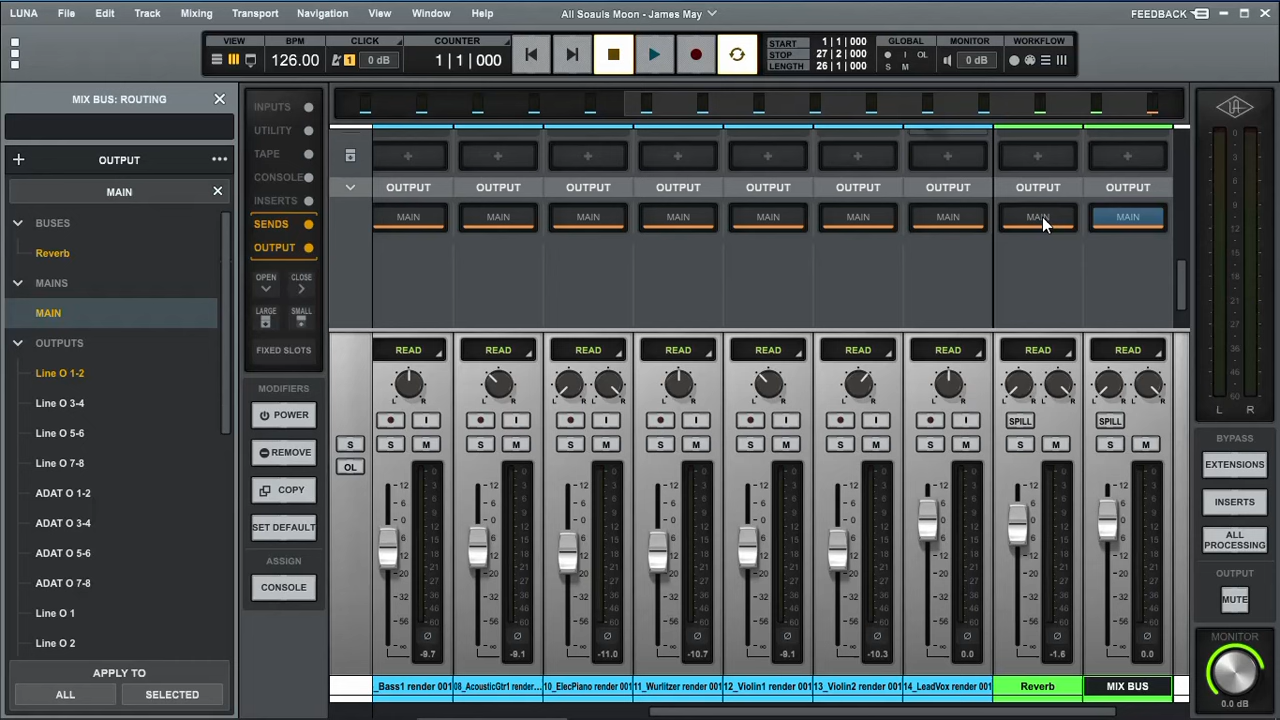 LUNA File Edit Track Mixing Transport Navigation View Window Help All Soauls Moon - James May FEEDBACK
VIEW BPM CLICK COUNTER START 1 | 1 | 000 GLOBAL MONITOR WORKFLOW
126.00 1 0 dB 1 | 1 | 000 STOP 27 | 2 | 000 I OL 0 dB
LENGTH 26 | 1 | 000 S M
MIX BUS: ROUTING
OUTPUT
MAIN
BUSES
Reverb
MAINS
MAIN
OUTPUTS
Line O 1-2
Line O 3-4
Line O 5-6
Line O 7-8
ADAT O 1-2
ADAT O 3-4
ADAT O 5-6
ADAT O 7-8
Line O 1
Line O 2
APPLY TO
ALL SELECTED
INPUTS
UTILITY
TAPE
CONSOLE
INSERTS
SENDS
OUTPUT
OPEN CLOSE
LARGE SMALL
FIXED SLOTS
MODIFIERS
POWER
REMOVE
COPY
SET DEFAULT
ASSIGN
CONSOLE
OUTPUT OUTPUT OUTPUT OUTPUT OUTPUT OUTPUT OUTPUT OUTPUT OUTPUT
MAIN MAIN MAIN MAIN MAIN MAIN MAIN MAIN MAIN
READ READ READ READ READ READ READ READ READ
L R L R L R L R L R L R L R L R L R
I I I I I I I SPILL SPILL
S S M S M S M S M S M S M S M S M S M
OL
-9.7 -9.1 -11.0 -10.7 -9.1 -10.3 0.0 -1.6 0.0
_Bass1 render 001 08_AcousticGtr1 render... 10_ElecPiano render 001 11_Wurlitzer render 001 12_Violin1 render 001 13_Violin2 render 001 14_LeadVox render 001 Reverb MIX BUS
L R
BYPASS
EXTENSIONS
INSERTS
ALL
PROCESSING
OUTPUT
MUTE
MONITOR
0.0 dB